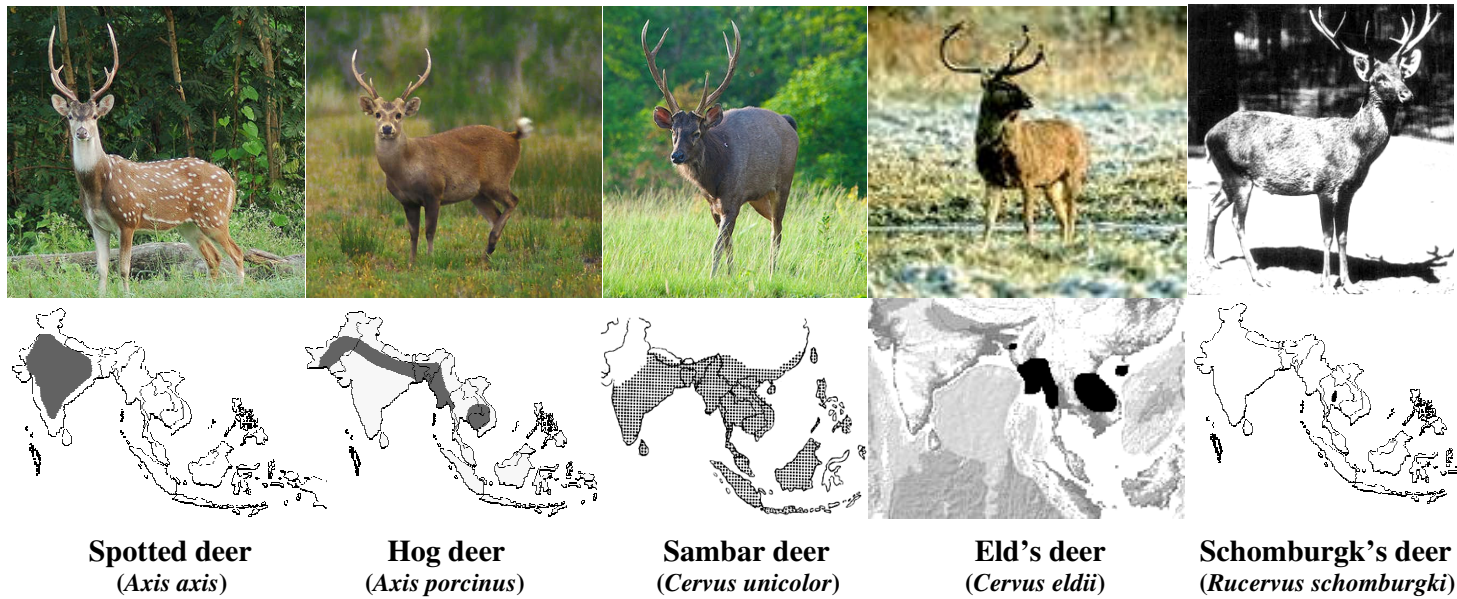 Spotted deer
(Axis axis)
Hog deer
(Axis porcinus)
Sambar deer
(Cervus unicolor)
Eld's deer
(Cervus eldii)
Schomburgk's deer
(Rucervus schomburgki)